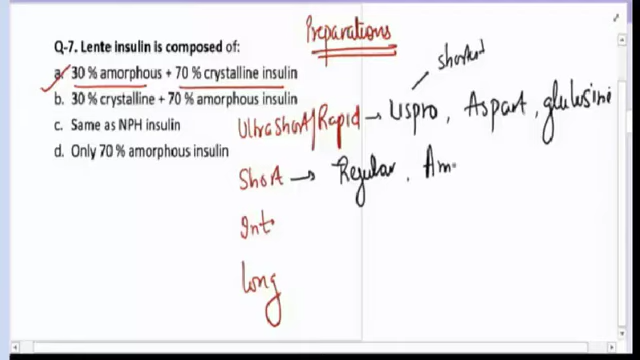 Preparations
Q-7. Lente insulin is composed of:
a. 30 % amorphous + 70 % crystalline insulin
b. 30 % crystalline + 70 % amorphous insulin
c. Same as NPH insulin
d. Only 70 % amorphous insulin
shortest
UltraShort/Rapid → Lispro, Aspart, glulisine
Short → Regular, Am
Int.
long